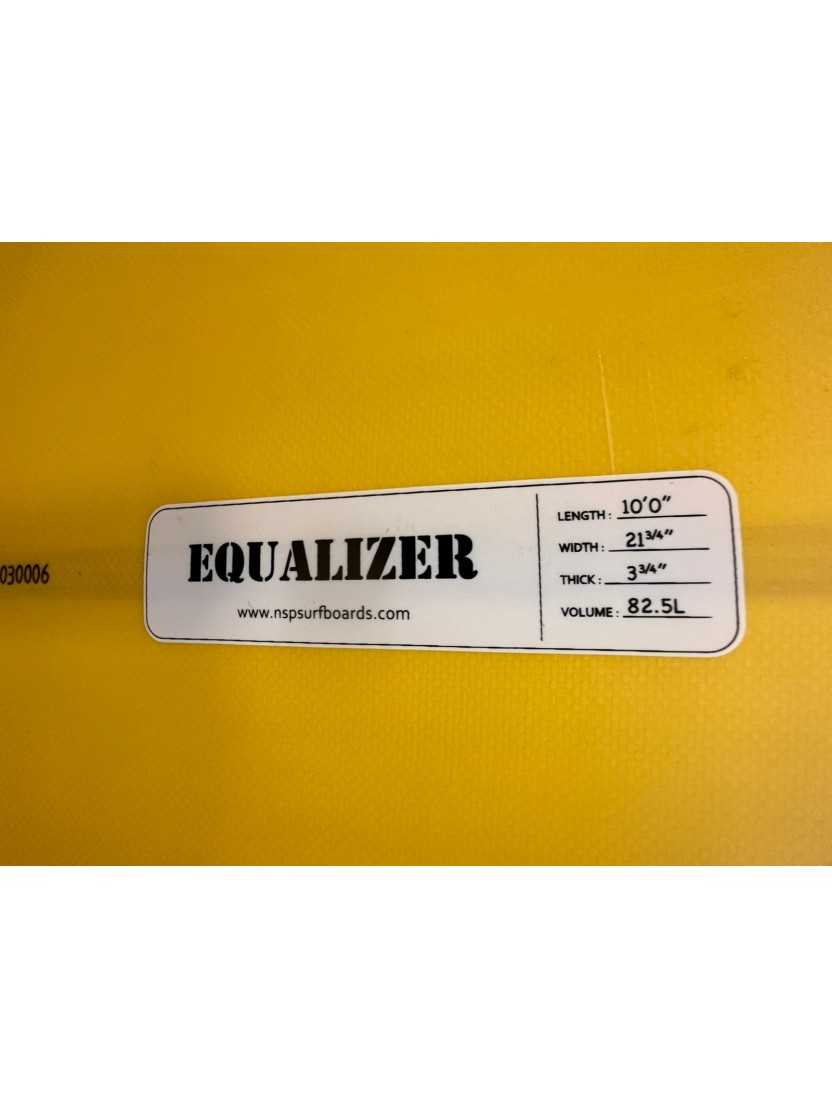 030006
EQUALIZER
www.nspsurfboards.com
LENGTH: 10'0"
WIDTH: 21 3/4"
THICK: 3 3/4"
VOLUME: 82.5L